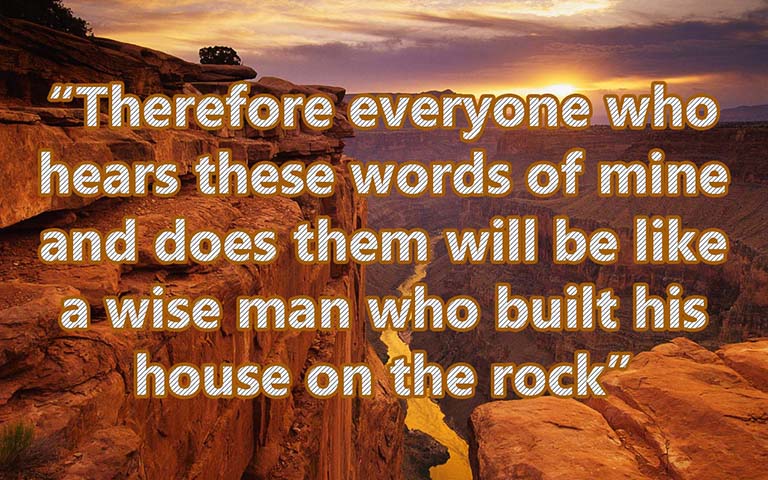 “Therefore everyone who
hears these words of mine
and does them will be like
a wise man who built his
house on the rock”